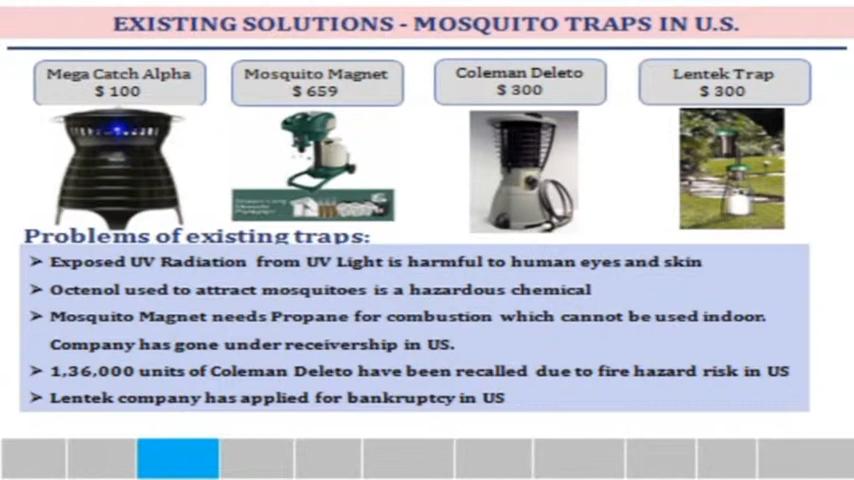 EXISTING SOLUTIONS - MOSQUITO TRAPS IN U.S.
Mega Catch Alpha
$ 100
Mosquito Magnet
$ 659
Coleman Deleto
$ 300
Lentek Trap
$ 300
Problems of existing traps:
➢ Exposed UV Radiation from UV Light is harmful to human eyes and skin
➢ Octenol used to attract mosquitoes is a hazardous chemical
➢ Mosquito Magnet needs Propane for combustion which cannot be used indoor.
Company has gone under receivership in US.
➢ 1,36,000 units of Coleman Deleto have been recalled due to fire hazard risk in US
➢ Lentek company has applied for bankruptcy in US